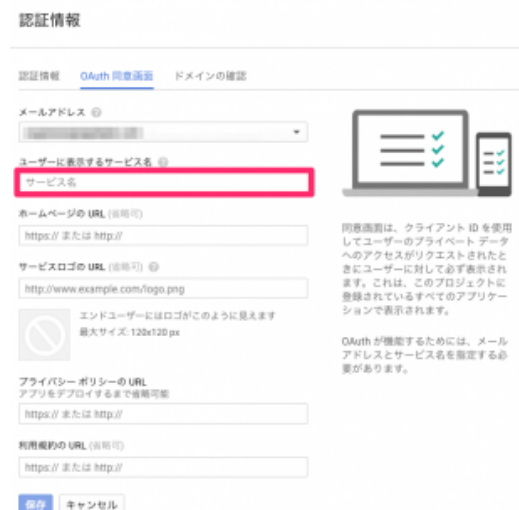 認証情報
認証情報 OAuth 同意画面 ドメインの確認
メールアドレス
ユーザーに表示するサービス名
サービス名
ホームページの URL (省略可)
https:// または http://
サービスロゴの URL (省略可)
http://www.example.com/logo.png
エンドユーザーにはロゴがこのように見えます
最大サイズ: 120x120 px
プライバシー ポリシーの URL
アプリをデプロイするまで省略可能
https:// または http://
利用規約の URL (省略可)
https:// または http://
保存 キャンセル
同意画面は、クライアント ID を使用
してユーザーのプライベート データ
へのアクセスがリクエストされたと
きにユーザーに対して必ず表示され
ます。これは、このプロジェクトに
登録されているすべてのアプリケー
ションで表示されます。
OAuth が機能するためには、メール
アドレスとサービス名を指定する必
要があります。